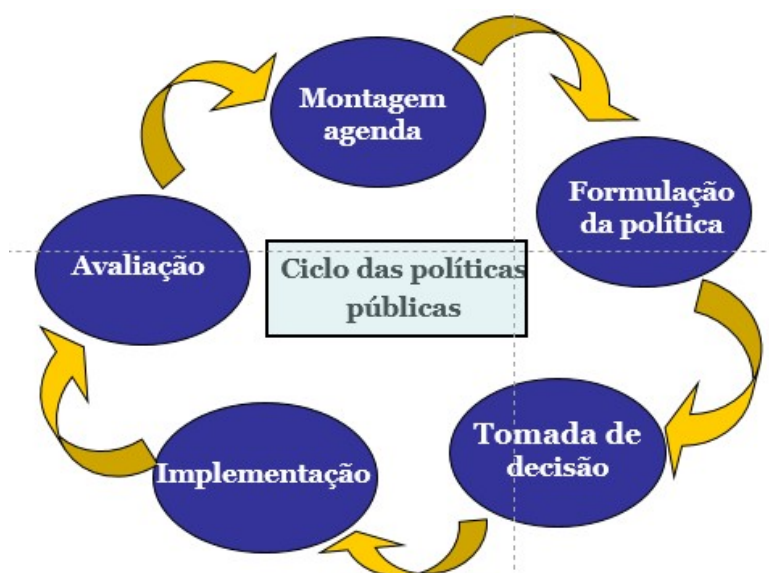 Montagem
agenda
Formulação
da política
Avaliação
Ciclo das políticas
públicas
Tomada de
decisão
Implementação